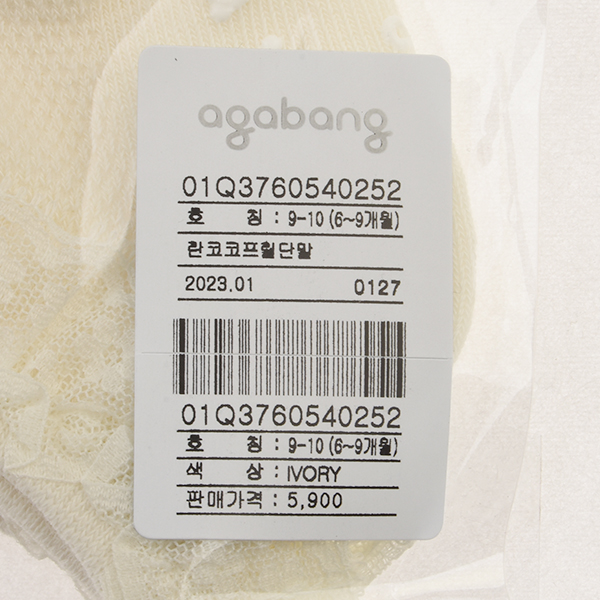 agabang
01Q3760540252
호 칭 : 9-10 (6~9개월)
란코코프릴단말
2023.01 0127
01Q3760540252
호 칭 : 9-10 (6~9개월)
색 상 : IVORY
판매가격 : 5,900